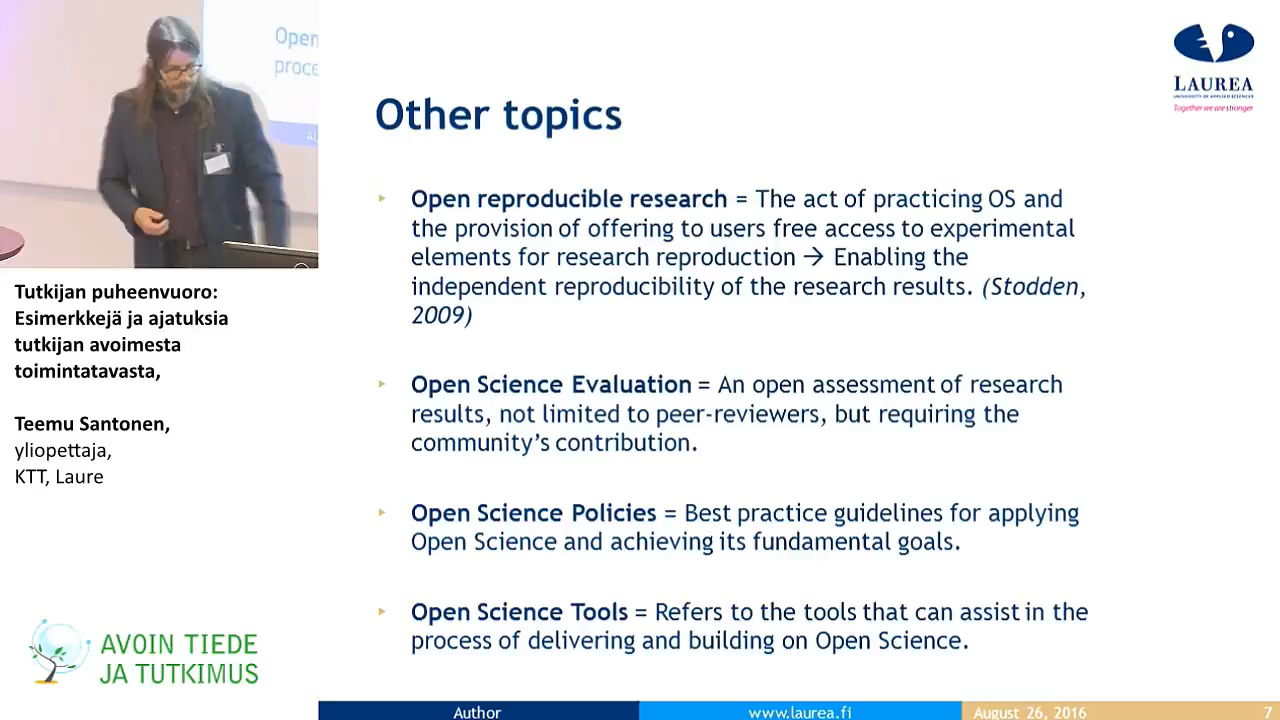 Open
proce
Tutkijan puheenvuoro:
Esimerkkejä ja ajatuksia
tutkijan avoimesta
toimintatavasta,
Teemu Santonen,
yliopettaja,
KTT, Laure
AVOIN TIEDE
JA TUTKIMUS
LAUREA
UNIVERSITY OF APPLIED SCIENCES
Together we are stronger
Other topics
Open reproducible research = The act of practicing OS and
the provision of offering to users free access to experimental
elements for research reproduction → Enabling the
independent reproducibility of the research results. (Stodden,
2009)
Open Science Evaluation = An open assessment of research
results, not limited to peer-reviewers, but requiring the
community’s contribution.
Open Science Policies = Best practice guidelines for applying
Open Science and achieving its fundamental goals.
Open Science Tools = Refers to the tools that can assist in the
process of delivering and building on Open Science.
Author www.laurea.fi August 26, 2016 7